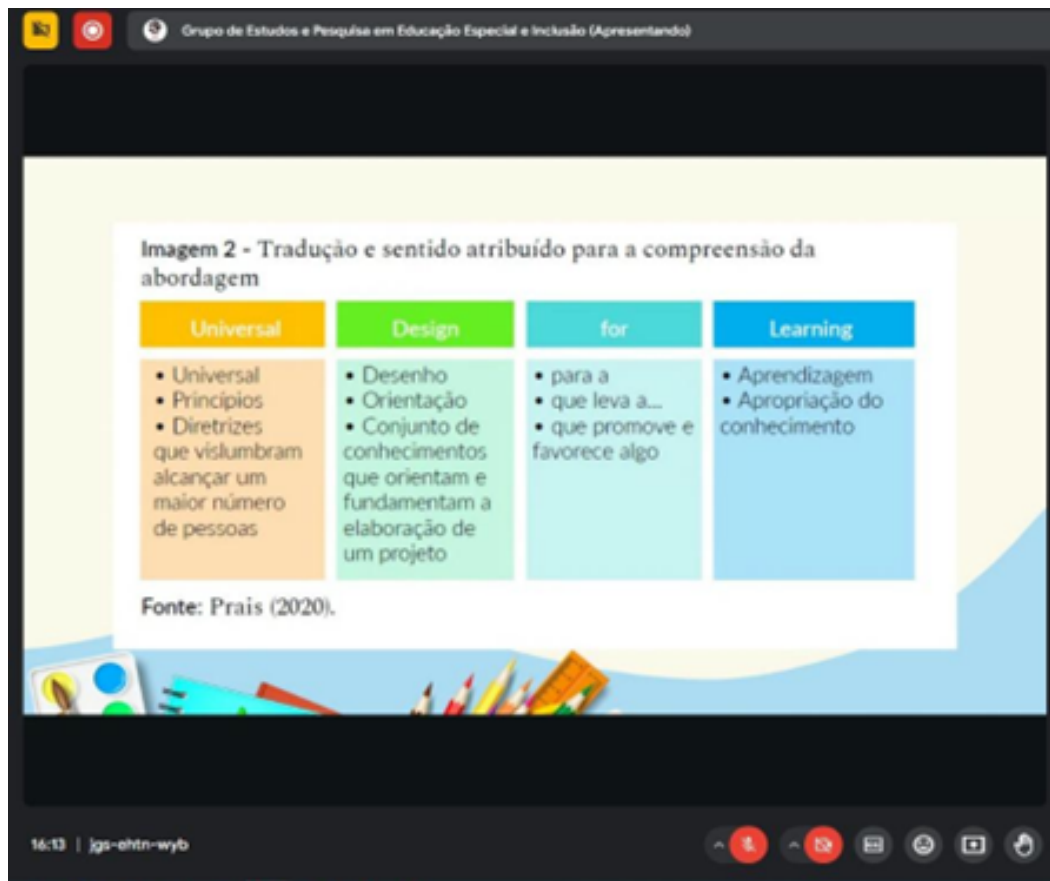 Grupo de Estudos e Pesquisa em Educação Especial e Inclusão (Apresentando)
Imagem 2 - Tradução e sentido atribuído para a compreensão da
abordagem
Universal
• Universal
• Princípios
• Diretrizes
que vislumbram
alcançar um
maior número
de pessoas
Design
• Desenho
• Orientação
• Conjunto de
conhecimentos
que orientam e
fundamentam a
elaboração de
um projeto
for
• para a
• que leva a...
• que promove e
favorece algo
Learning
• Aprendizagem
• Apropriação do
conhecimento
Fonte: Prais (2020).
16:13 | jgs-ehtn-wyb